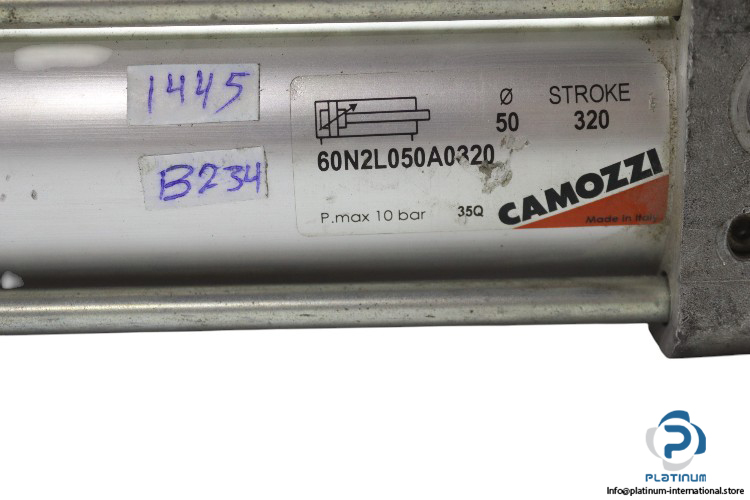 1445
B234
Ø STROKE
50 320
60N2L050A0320
P.max 10 bar 35Q
CAMOZZI
Made in Italy
PLATINUM
Info@platinum-international.store